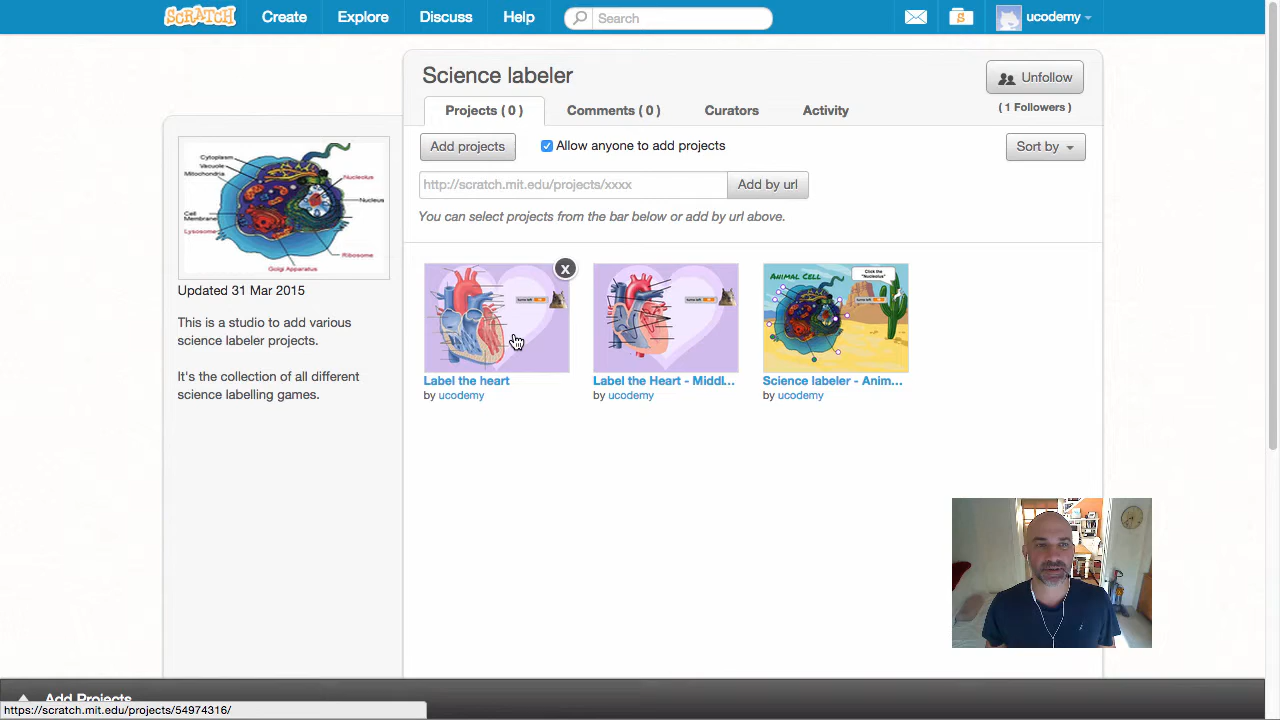 SCRATCH Create Explore Discuss Help Search ucodemy
Science labeler
Unfollow
( 1 Followers )
Projects ( 0 ) Comments ( 0 ) Curators Activity
Add projects Allow anyone to add projects Sort by
http://scratch.mit.edu/projects/xxxx Add by url
You can select projects from the bar below or add by url above.
Cytoplasm
Vacuole
Mitochondria
Nucleolus
Nucleus
Cell
Membrane
Lysosome
Ribosome
Golgi Apparatus
Updated 31 Mar 2015
This is a studio to add various
science labeler projects.
It's the collection of all different
science labelling games.
x
ANIMAL CELL
Click the
"Nucleolus"
Label the heart
by ucodemy
Label the Heart - Middl...
by ucodemy
Science labeler - Anim...
by ucodemy
Add Projects
https://scratch.mit.edu/projects/54974316/